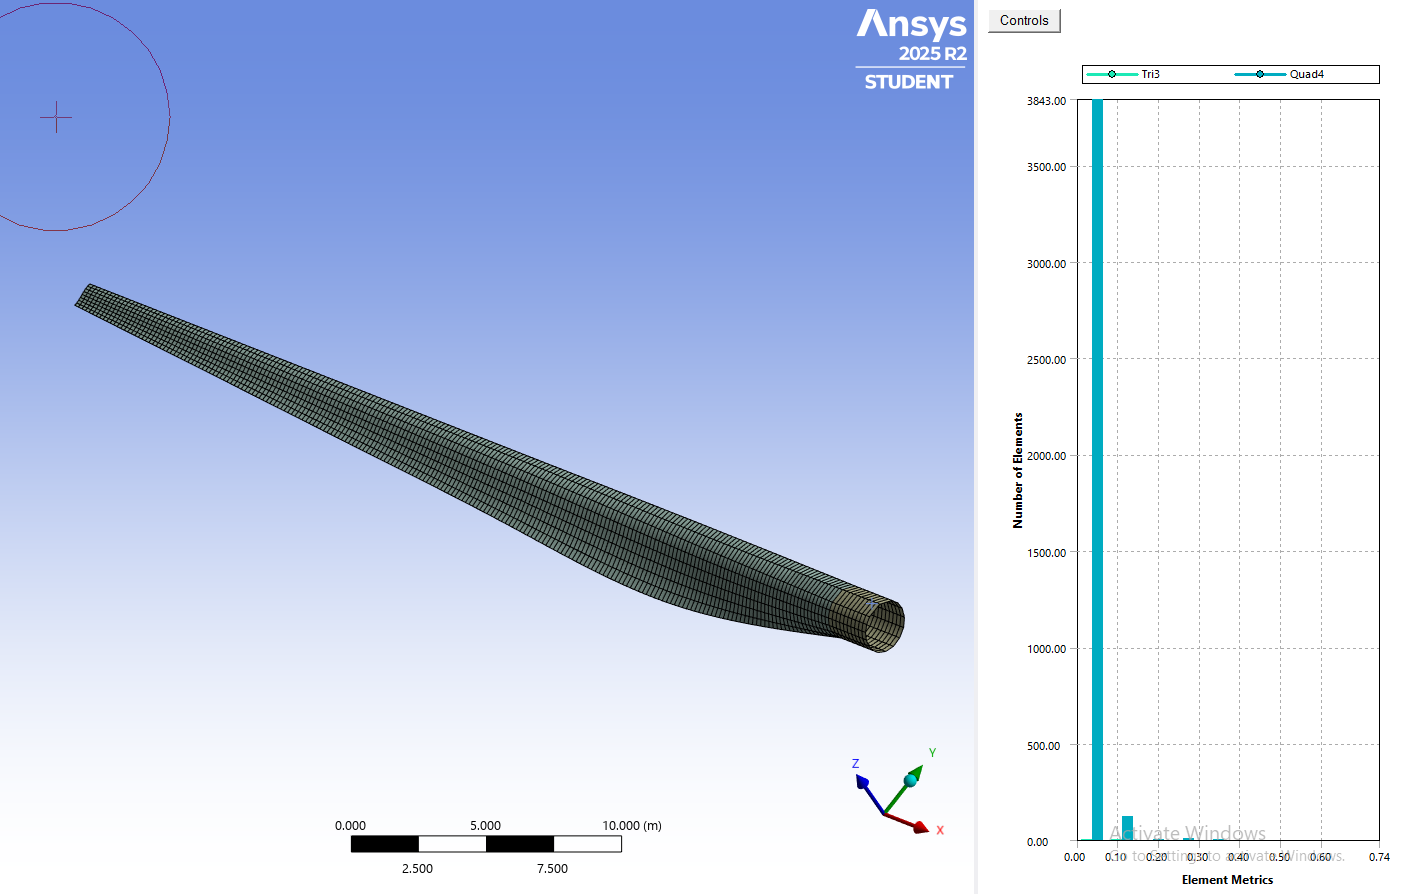 Ansys
2025 R2
STUDENT
Controls
Tri3
Quad4
3843.00
3500.00
3000.00
2500.00
2000.00
1500.00
1000.00
500.00
0.00
Number of Elements
0.00 0.10 0.20 0.30 0.40 0.50 0.60 0.74
Element Metrics
Activate Windows
Go to Settings to activate Windows.
Z
Y
X
0.000 5.000 10.000 (m)
2.500 7.500